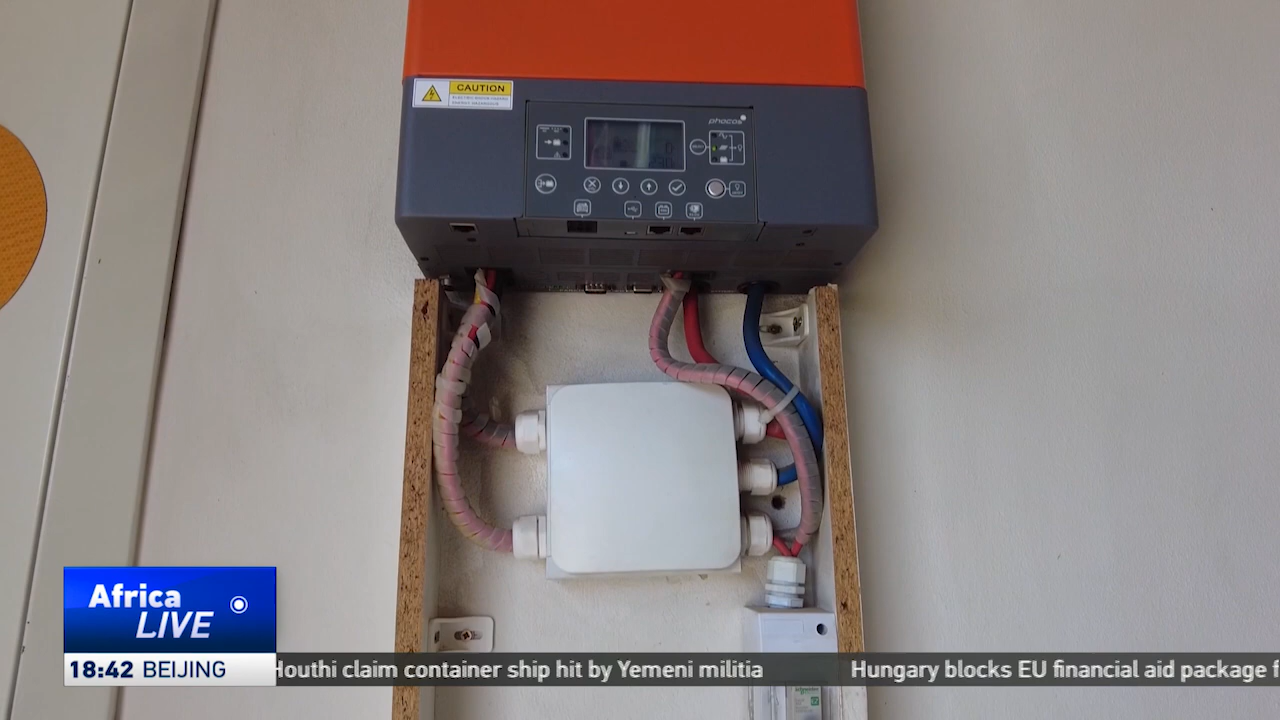 CAUTION
phocos
Africa
LIVE
18:42 BEIJING
Houthi claim container ship hit by Yemeni militia
Hungary blocks EU financial aid package f